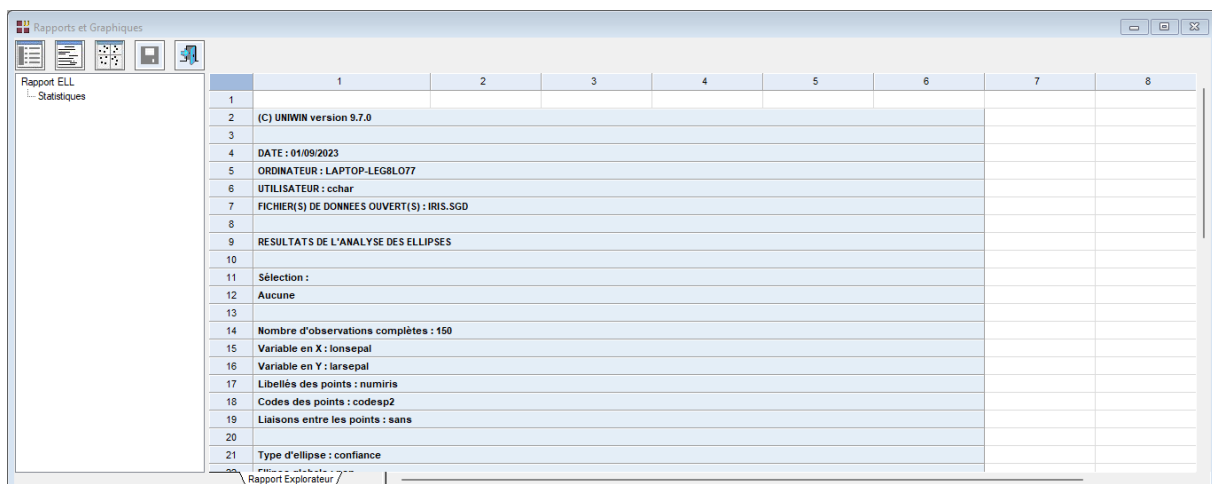 Rapports et Graphiques
Rapport ELL
Statistiques
1 2 3 4 5 6 7 8
1
2 (C) UNIWIN version 9.7.0
3
4 DATE : 01/09/2023
5 ORDINATEUR : LAPTOP-LEG8LO77
6 UTILISATEUR : cchar
7 FICHIER(S) DE DONNEES OUVERT(S) : IRIS.SGD
8
9 RESULTATS DE L'ANALYSE DES ELLIPSES
10
11 Sélection :
12 Aucune
13
14 Nombre d'observations complètes : 150
15 Variable en X : lonsepal
16 Variable en Y : larsepal
17 Libellés des points : numiris
18 Codes des points : codesp2
19 Liaisons entre les points : sans
20
21 Type d'ellipse : confiance
Rapport Explorateur